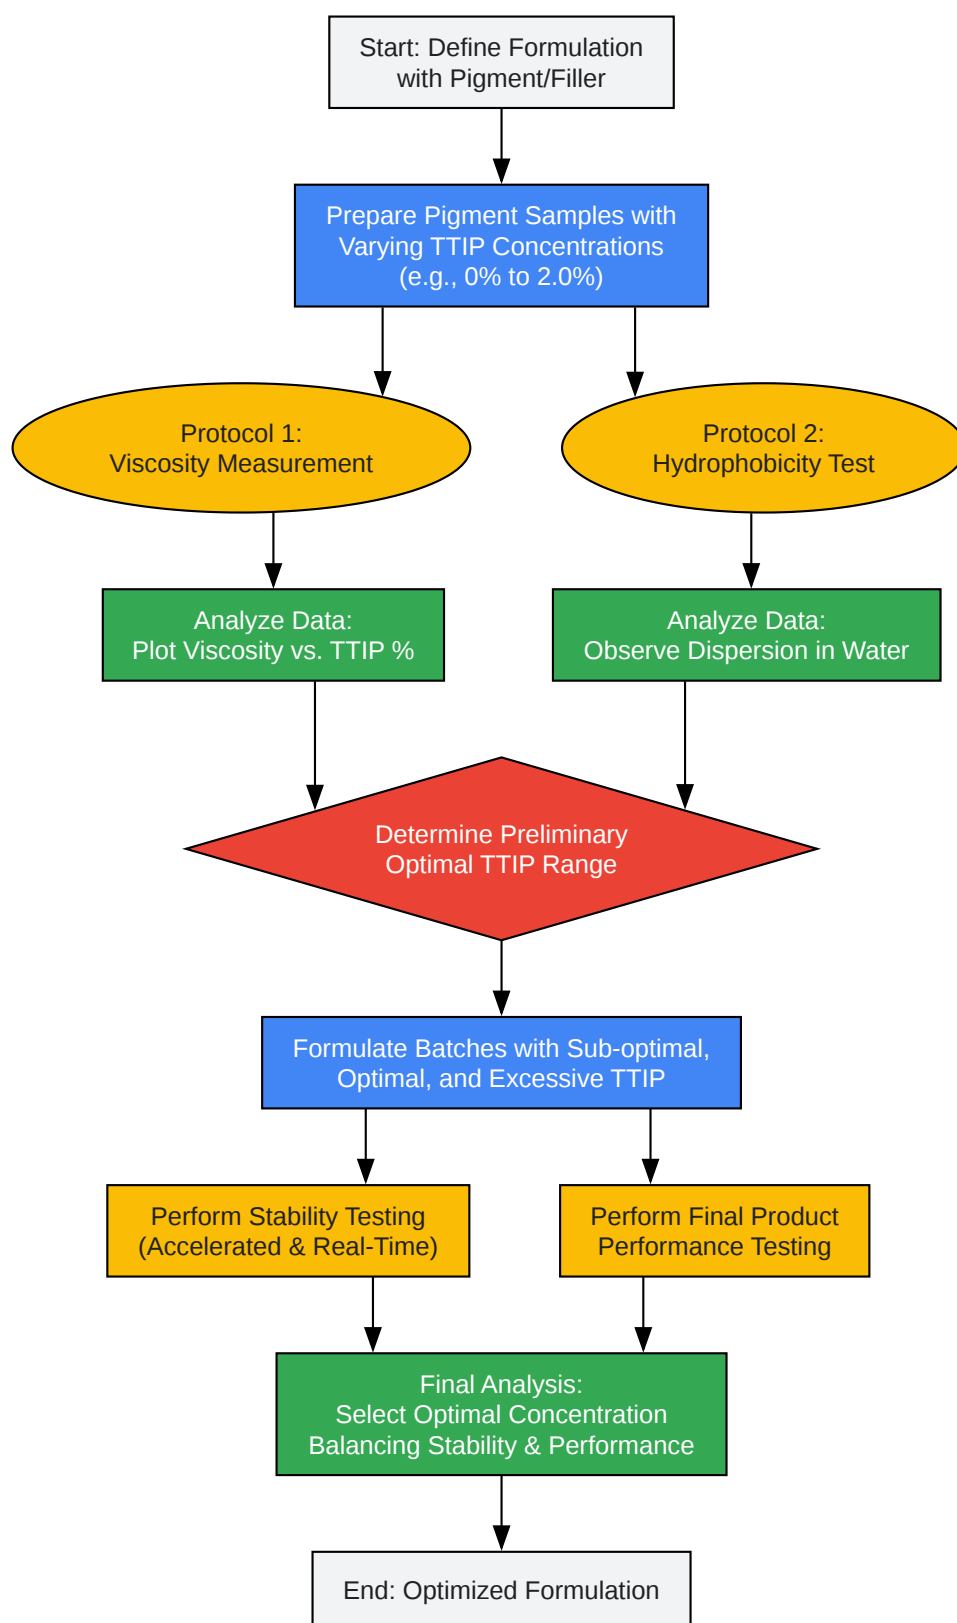 Start: Define Formulation
with Pigment/Filler
Prepare Pigment Samples with
Varying TTIP Concentrations
(e.g., 0% to 2.0%)
Protocol 1:
Viscosity Measurement
Protocol 2:
Hydrophobicity Test
Analyze Data:
Plot Viscosity vs. TTIP %
Analyze Data:
Observe Dispersion in Water
Determine Preliminary
Optimal TTIP Range
Formulate Batches with Sub-optimal,
Optimal, and Excessive TTIP
Perform Stability Testing
(Accelerated & Real-Time)
Perform Final Product
Performance Testing
Final Analysis:
Select Optimal Concentration
Balancing Stability & Performance
End: Optimized Formulation